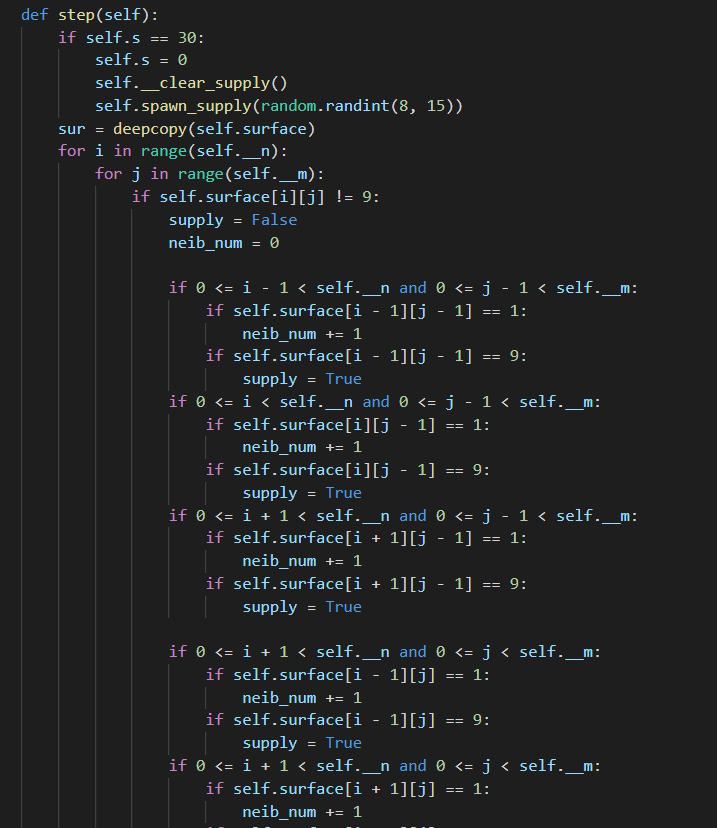 def step(self):
    if self.s == 30:
        self.s = 0
        self.__clear_supply()
        self.spawn_supply(random.randint(8, 15))
    sur = deepcopy(self.surface)
    for i in range(self.__n):
        for j in range(self.__m):
            if self.surface[i][j] != 9:
                supply = False
                neib_num = 0

                if 0 <= i - 1 < self.__n and 0 <= j - 1 < self.__m:
                    if self.surface[i - 1][j - 1] == 1:
                        neib_num += 1
                    if self.surface[i - 1][j - 1] == 9:
                        supply = True
                if 0 <= i < self.__n and 0 <= j - 1 < self.__m:
                    if self.surface[i][j - 1] == 1:
                        neib_num += 1
                    if self.surface[i][j - 1] == 9:
                        supply = True
                if 0 <= i + 1 < self.__n and 0 <= j - 1 < self.__m:
                    if self.surface[i + 1][j - 1] == 1:
                        neib_num += 1
                    if self.surface[i + 1][j - 1] == 9:
                        supply = True

                if 0 <= i + 1 < self.__n and 0 <= j < self.__m:
                    if self.surface[i - 1][j] == 1:
                        neib_num += 1
                    if self.surface[i - 1][j] == 9:
                        supply = True
                if 0 <= i + 1 < self.__n and 0 <= j < self.__m:
                    if self.surface[i + 1][j] == 1:
                        neib_num += 1